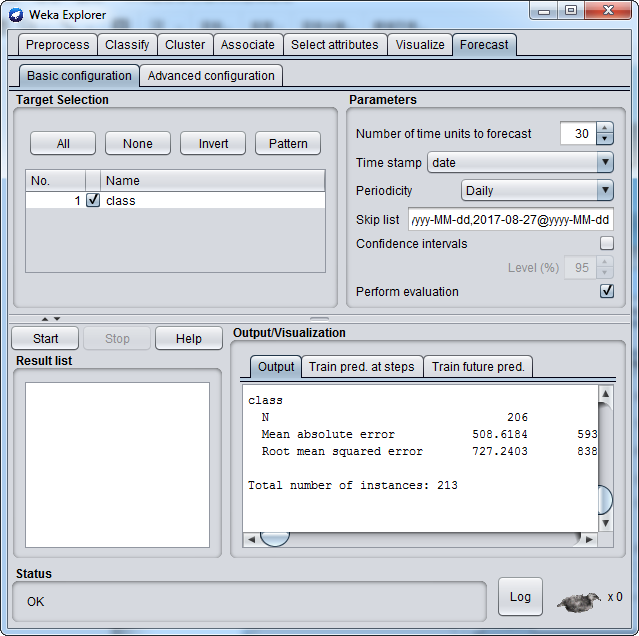 Weka Explorer
Preprocess Classify Cluster Associate Select attributes Visualize Forecast
Basic configuration Advanced configuration
Target Selection
All None Invert Pattern
No. Name
1 class
Parameters
Number of time units to forecast 30
Time stamp date
Periodicity Daily
Skip list yyyy-MM-dd,2017-08-27@yyyy-MM-dd
Confidence intervals
Level (%) 95
Perform evaluation
Start Stop Help
Result list
Output/Visualization
Output Train pred. at steps Train future pred.
class
N 206
Mean absolute error 508.6184 593
Root mean squared error 727.2403 838
Total number of instances: 213
Status
OK
Log
x 0